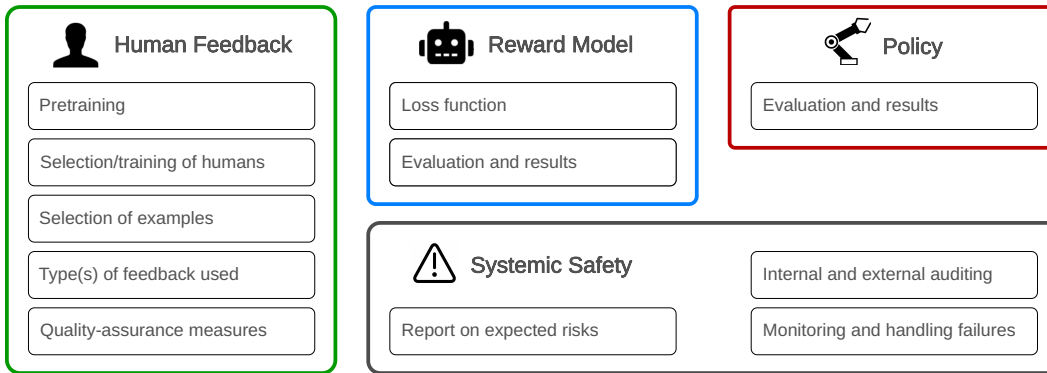 Human Feedback
Pretraining
Selection/training of humans
Selection of examples
Type(s) of feedback used
Quality-assurance measures
Reward Model
Loss function
Evaluation and results
Policy
Evaluation and results
Systemic Safety
Report on expected risks
Internal and external auditing
Monitoring and handling failures